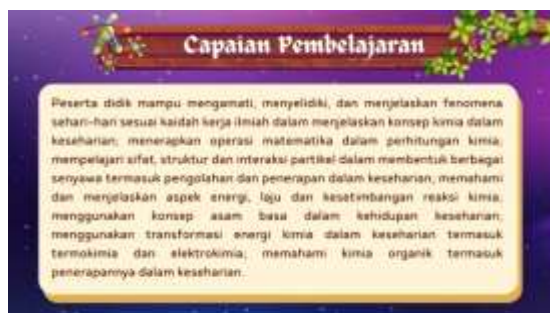 Capaian Pembelajaran
Peserta didik mampu mengamati, menyelidiki, dan menjelaskan fenomena
sehari-hari sesuai kaidah kerja ilmiah dalam menjelaskan konsep kimia dalam
keseharian; menerapkan operasi matematika dalam perhitungan kimia;
mempelajari sifat, struktur dan interaksi partikel dalam membentuk berbagai
senyawa termasuk pengolahan dan penerapan dalam keseharian; memahami
dan menjelaskan aspek energi, laju dan kesetimbangan reaksi kimia;
menggunakan konsep asam basa dalam kehidupan keseharian;
menggunakan transformasi energi kimia dalam keseharian termasuk
termokimia dan elektrokimia; memahami kimia organik termasuk
penerapannya dalam keseharian.